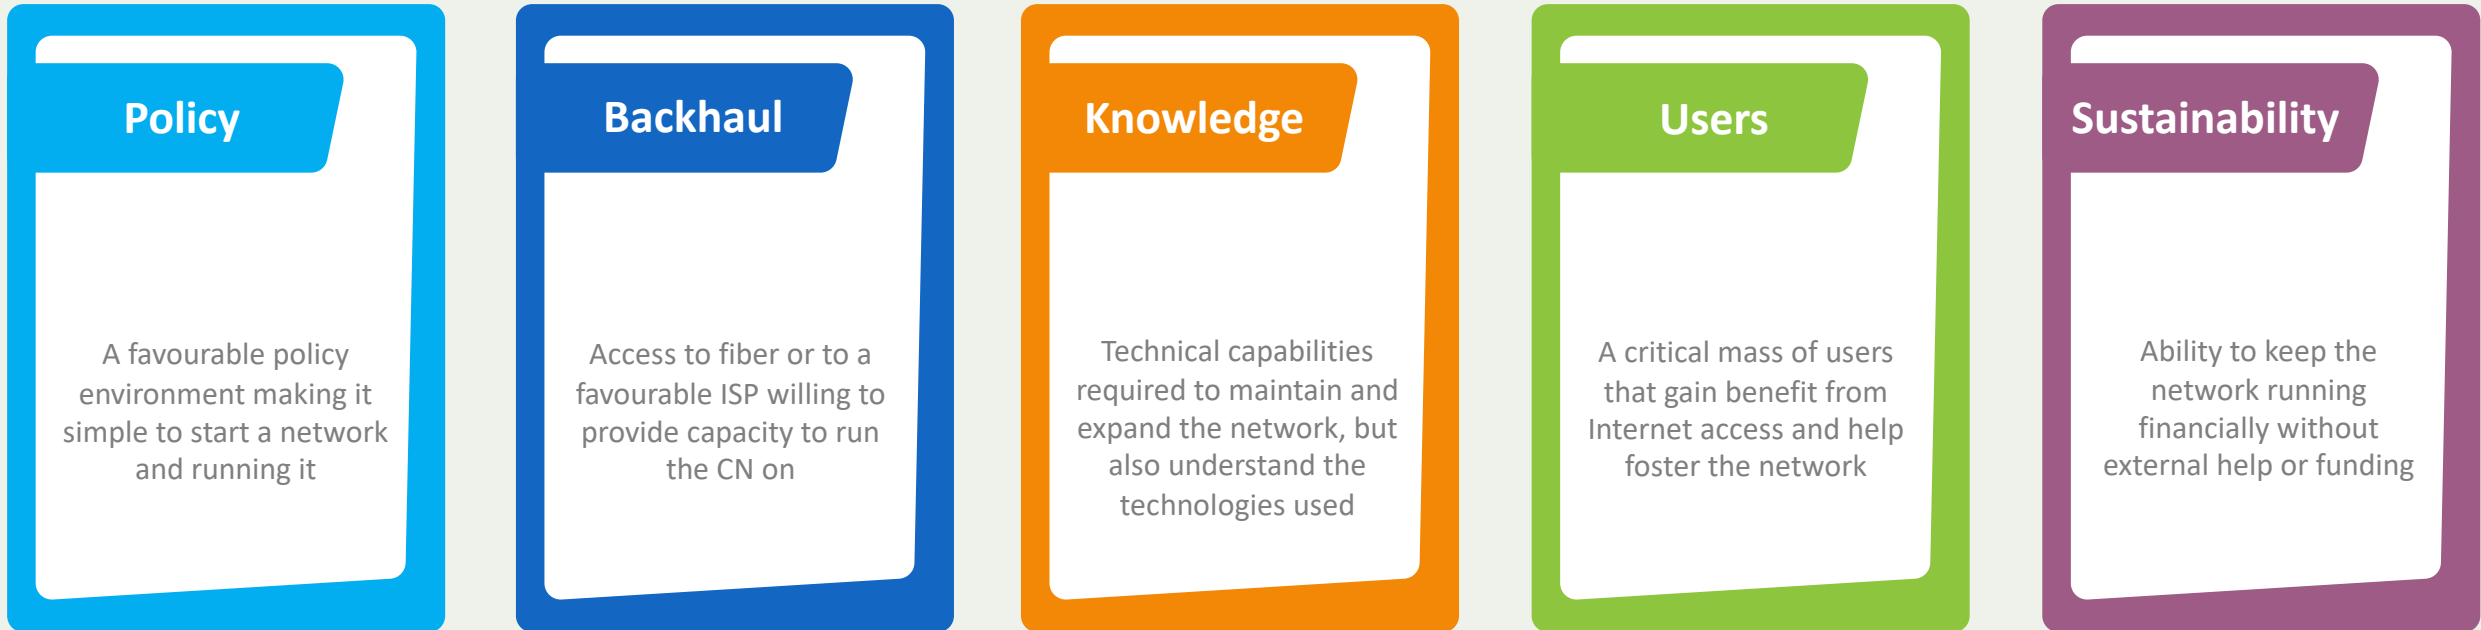 Policy
A favourable policy
environment making it
simple to start a network
and running it
Backhaul
Access to fiber or to a
favourable ISP willing to
provide capacity to run
the CN on
Knowledge
Technical capabilities
required to maintain and
expand the network, but
also understand the
technologies used
Users
A critical mass of users
that gain benefit from
Internet access and help
foster the network
Sustainability
Ability to keep the
network running
financially without
external help or funding